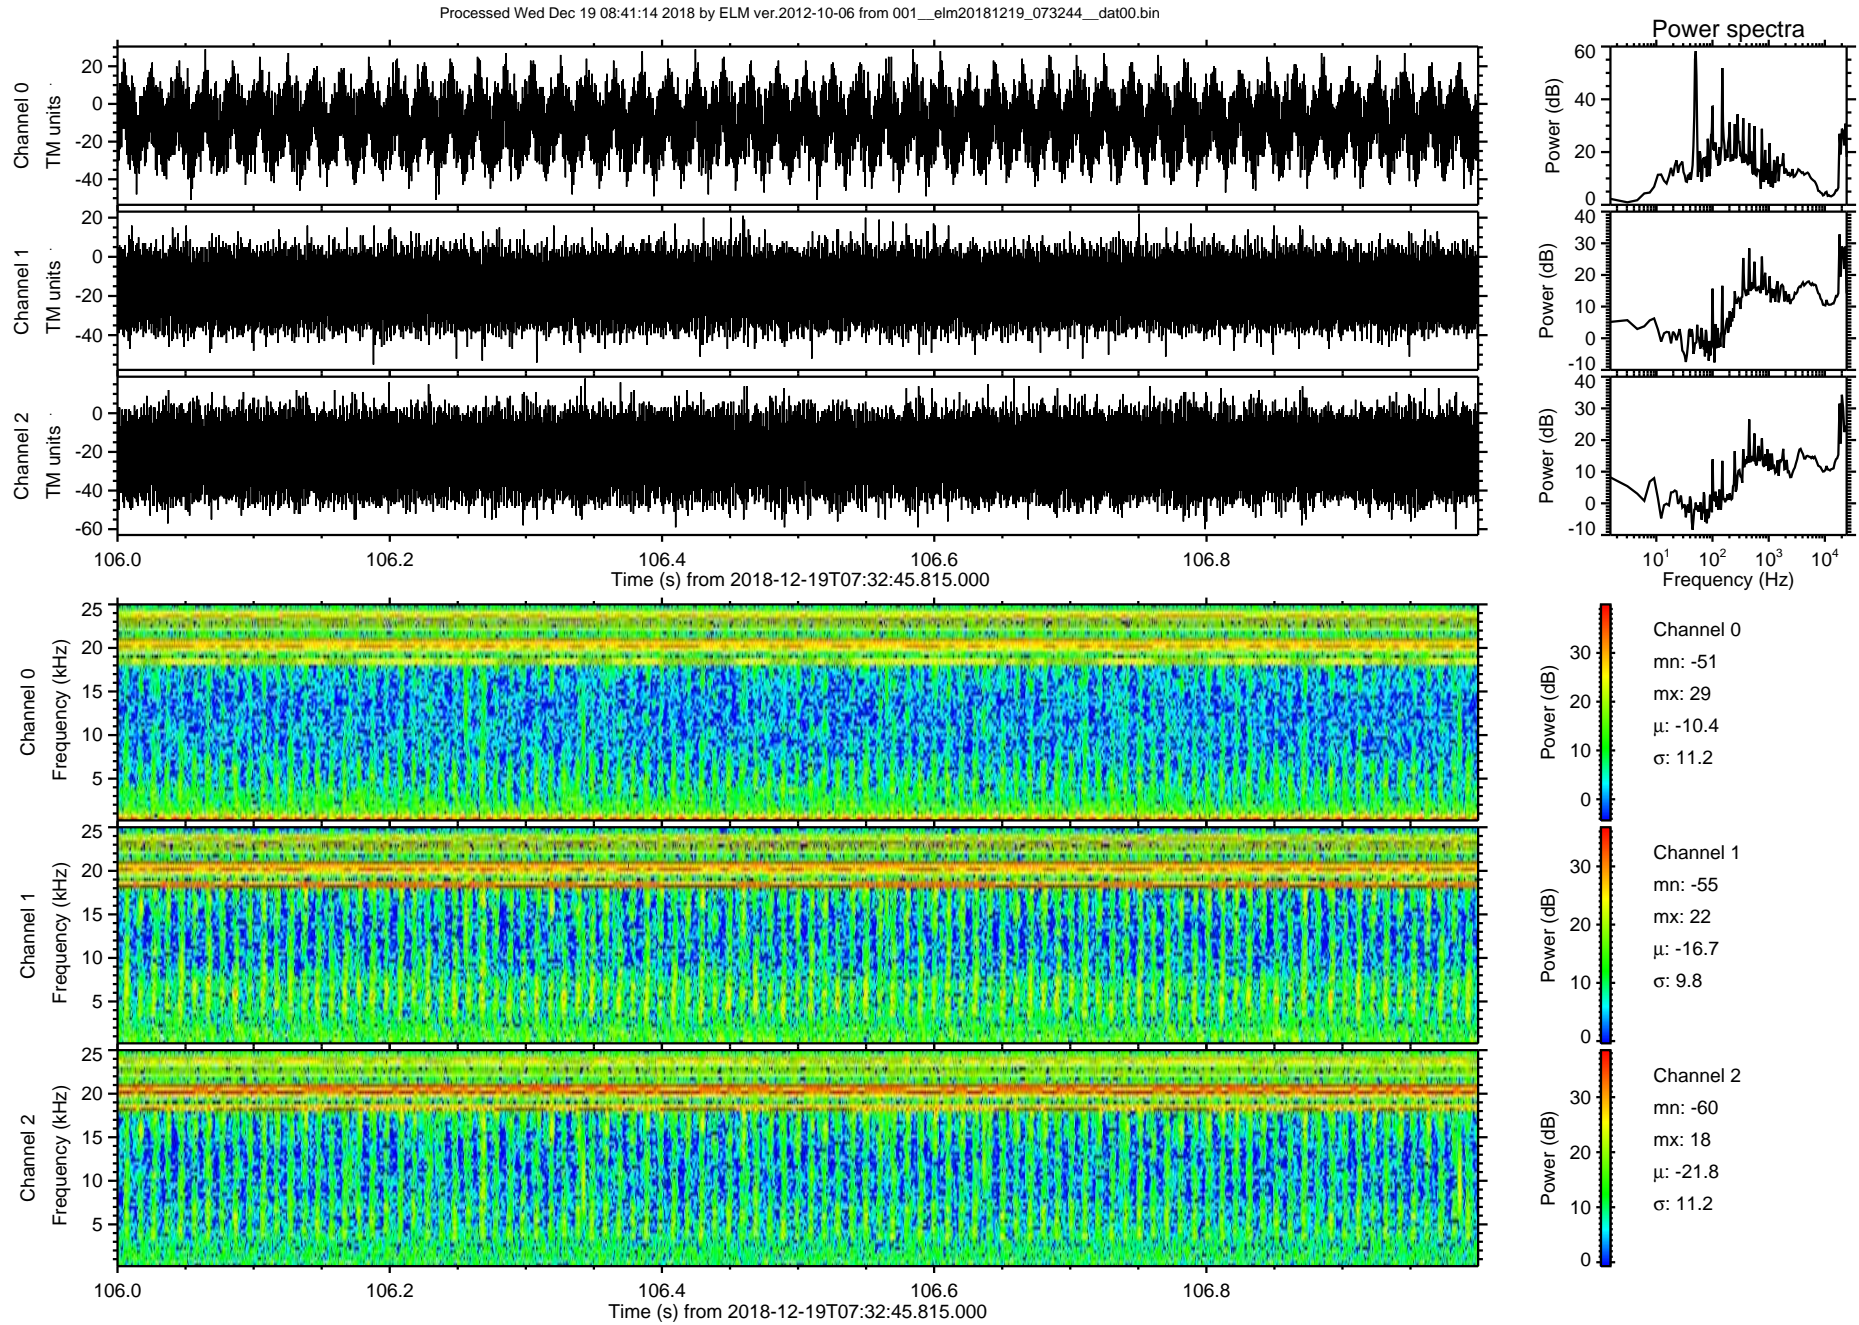 Processed Wed Dec 19 08:41:14 2018 by ELM ver.2012-10-06 from 001__elm20181219_073244__dat00.bin
Power spectra
Channel 0
TM units
20
0
-20
-40
Power (dB)
60
40
20
0
Channel 1
TM units
20
0
-20
-40
Power (dB)
40
30
20
10
0
-10
Channel 2
TM units
0
-20
-40
-60
Power (dB)
40
30
20
10
0
-10
106.0 106.2 106.4 106.6 106.8
Time (s) from 2018-12-19T07:32:45.815.000
10^1 10^2 10^3 10^4
Frequency (Hz)
Channel 0
Frequency (kHz)
25
20
15
10
5
Power (dB)
30
20
10
0
Channel 0
mn: -51
mx: 29
μ: -10.4
σ: 11.2
Channel 1
Frequency (kHz)
25
20
15
10
5
Power (dB)
30
20
10
0
Channel 1
mn: -55
mx: 22
μ: -16.7
σ: 9.8
Channel 2
Frequency (kHz)
25
20
15
10
5
Power (dB)
30
20
10
0
Channel 2
mn: -60
mx: 18
μ: -21.8
σ: 11.2
106.0 106.2 106.4 106.6 106.8
Time (s) from 2018-12-19T07:32:45.815.000